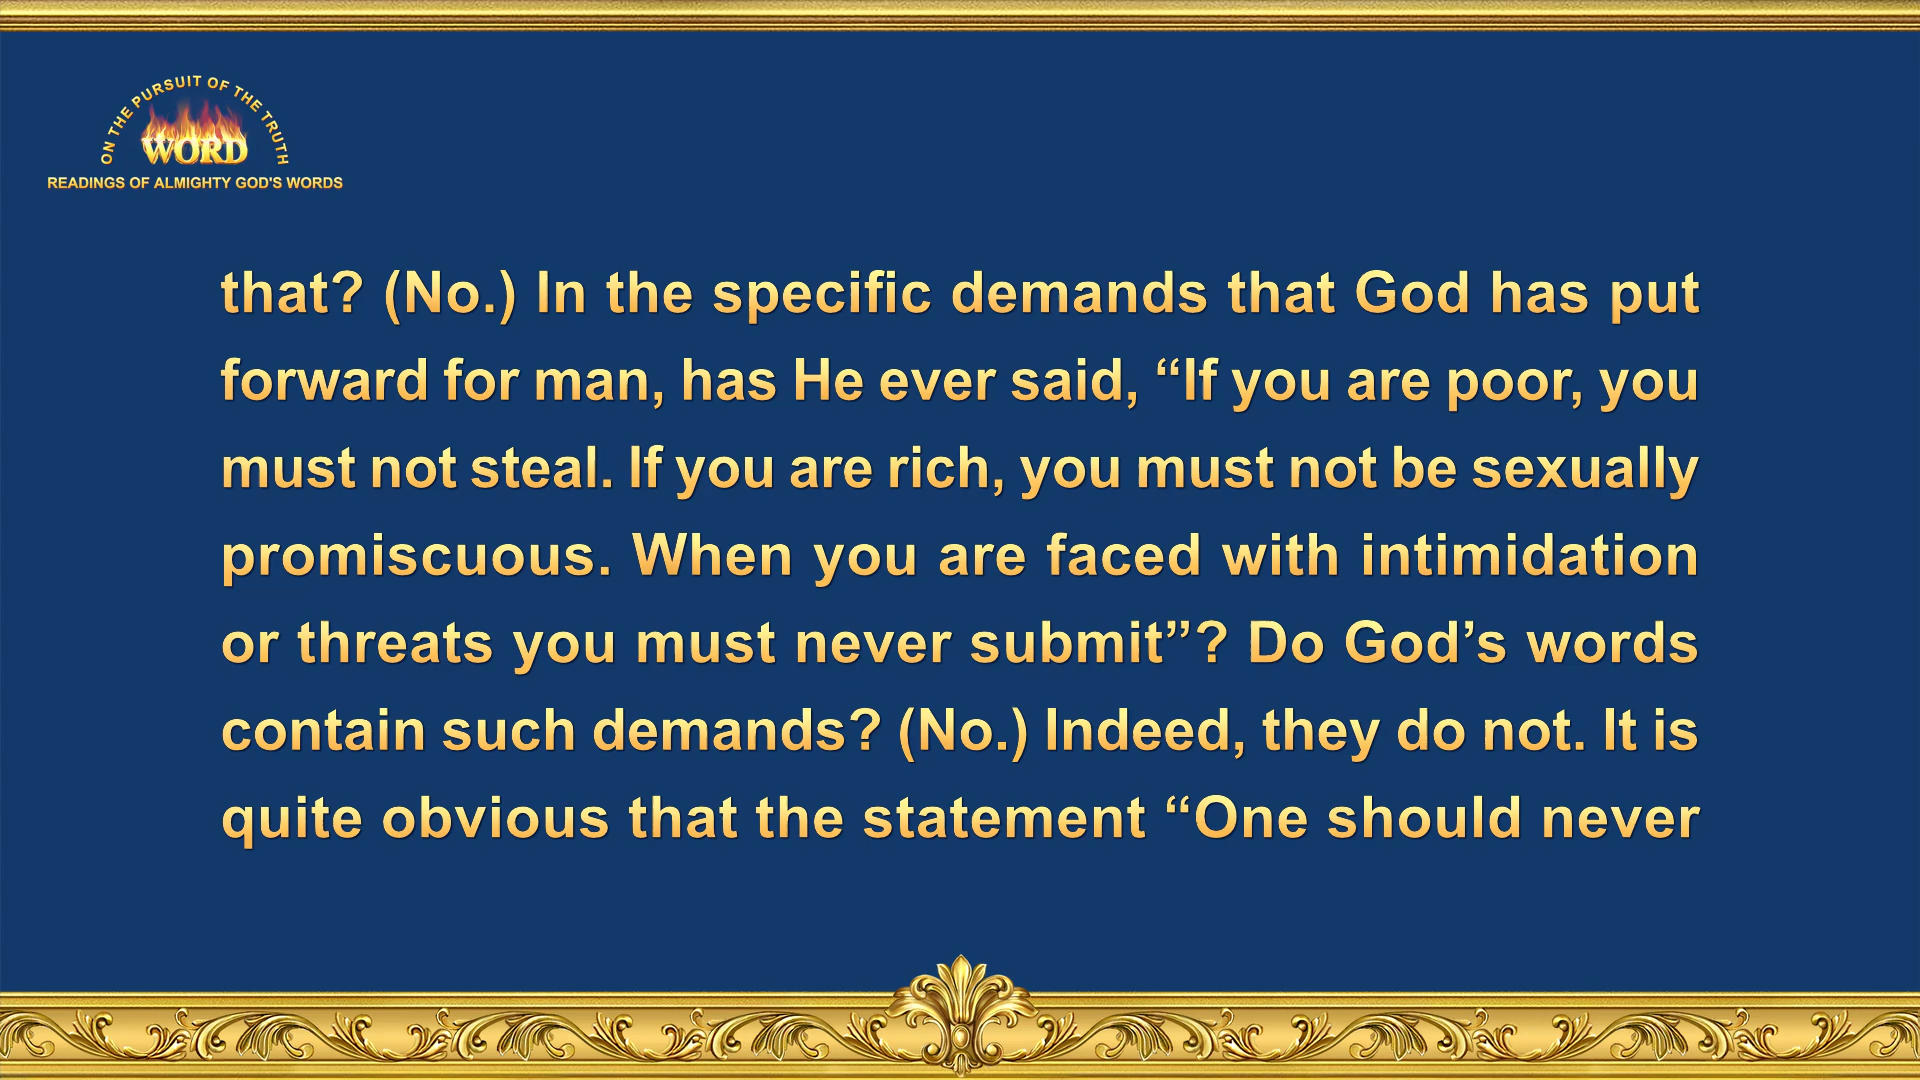 ON THE PURSUIT OF THE TRUTH
WORD
READINGS OF ALMIGHTY GOD'S WORDS
that? (No.) In the specific demands that God has put
forward for man, has He ever said, “If you are poor, you
must not steal. If you are rich, you must not be sexually
promiscuous. When you are faced with intimidation
or threats you must never submit”? Do God’s words
contain such demands? (No.) Indeed, they do not. It is
quite obvious that the statement “One should never